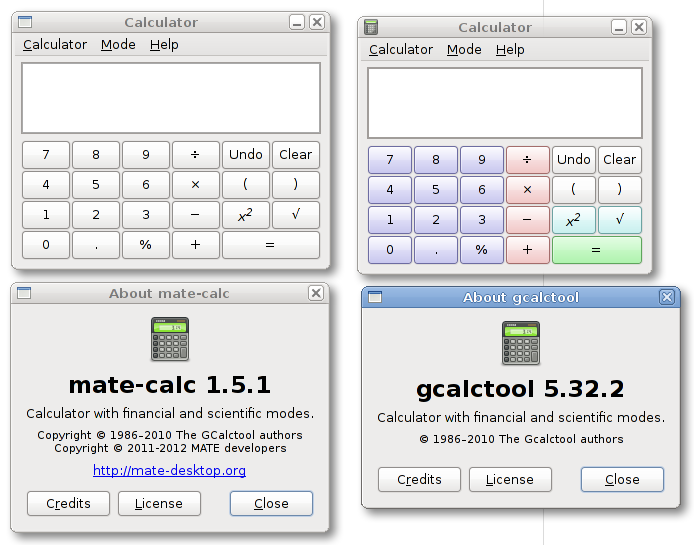 Calculator
Calculator Mode Help
7 8 9 ÷ Undo Clear
4 5 6 × ( )
1 2 3 − x² √
0 . % + =
Calculator
Calculator Mode Help
7 8 9 ÷ Undo Clear
4 5 6 × ( )
1 2 3 − x² √
0 . % + =
About mate-calc
mate-calc 1.5.1
Calculator with financial and scientific modes.
Copyright © 1986–2010 The GCalctool authors
Copyright © 2011-2012 MATE developers
http://mate-desktop.org
Credits License Close
About gcalctool
gcalctool 5.32.2
Calculator with financial and scientific modes.
© 1986–2010 The Gcalctool authors
Credits License Close